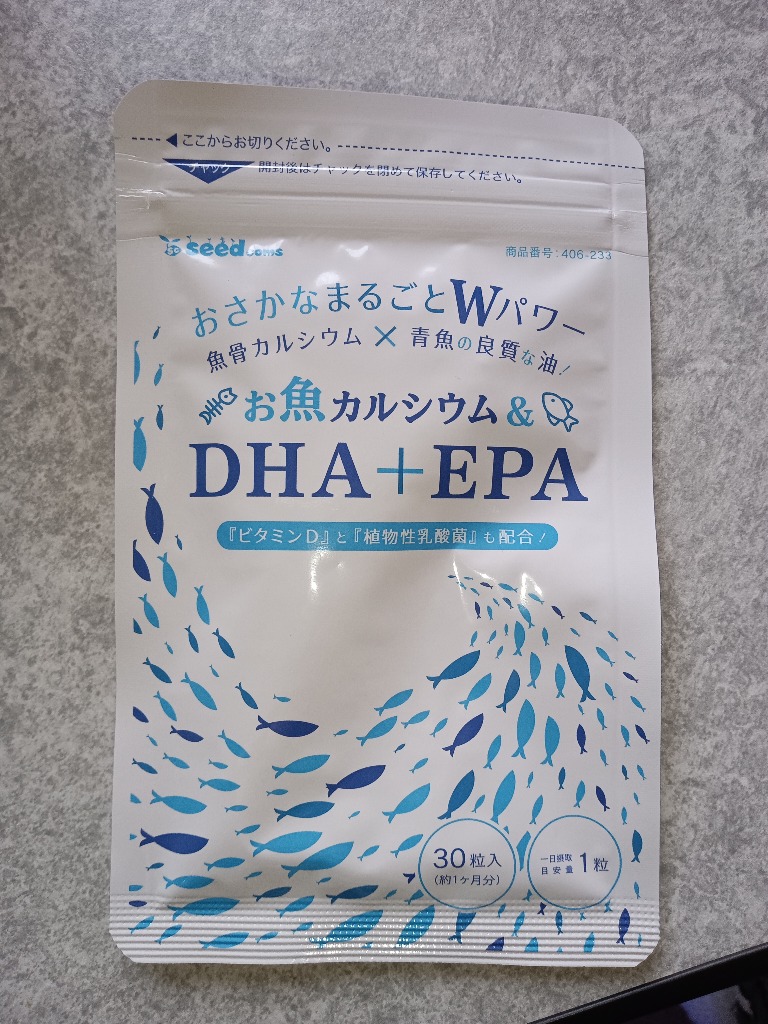 ここからお切りください。
チャック 開封後はチャックを閉めて保存してください。
seedcoms
商品番号:406-233
おさかなまるごとWパワー
魚骨カルシウム×青魚の良質な油!
お魚カルシウム&
DHA+EPA
『ビタミンD』と『植物性乳酸菌』も配合!
30粒入
(約1ヶ月分)
一日摂取
目安量
1粒